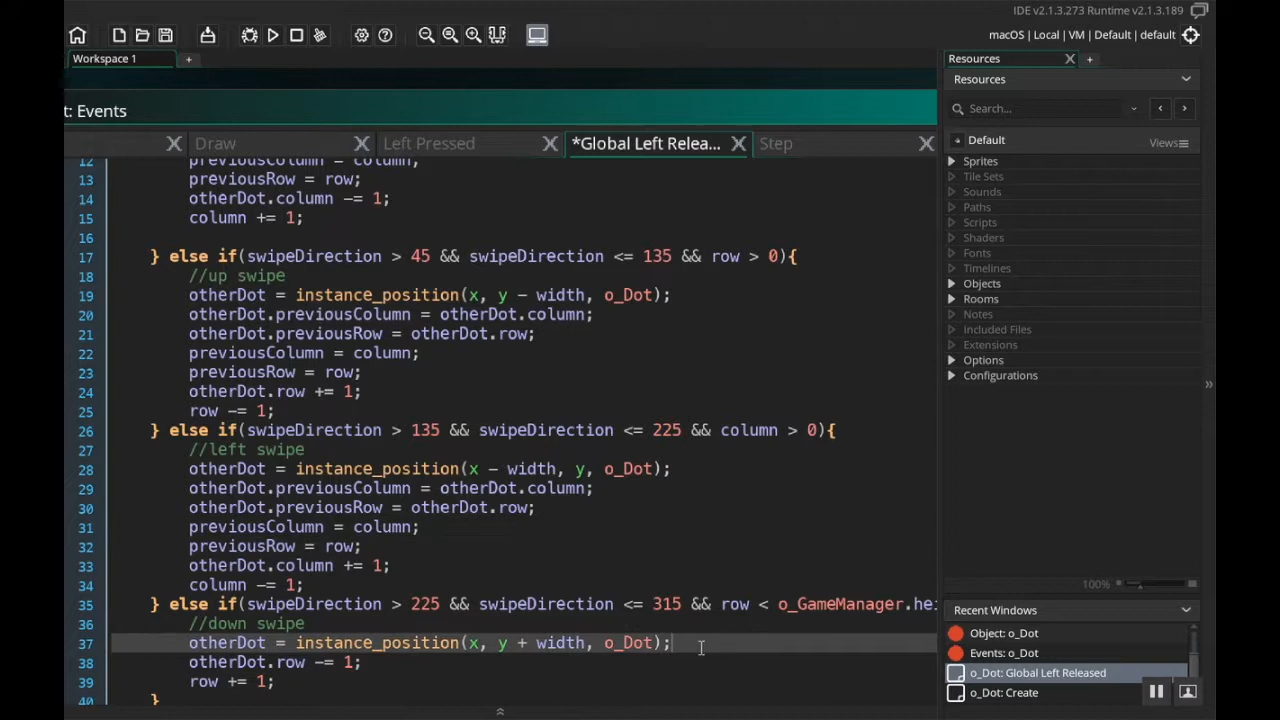 IDE v2.1.3.273 Runtime v2.1.3.189
macOS | Local | VM | Default | default
Workspace 1
+
Resources
+
t: Events
Resources
Search...
Draw
Left Pressed
*Global Left Relea...
Step
Default
Views
12 previousColumn = column;
13 previousRow = row;
14 otherDot.column -= 1;
15 column += 1;
16
17 } else if(swipeDirection > 45 && swipeDirection <= 135 && row > 0){
18 //up swipe
19 otherDot = instance_position(x, y - width, o_Dot);
20 otherDot.previousColumn = otherDot.column;
21 otherDot.previousRow = otherDot.row;
22 previousColumn = column;
23 previousRow = row;
24 otherDot.row += 1;
25 row -= 1;
26 } else if(swipeDirection > 135 && swipeDirection <= 225 && column > 0){
27 //left swipe
28 otherDot = instance_position(x - width, y, o_Dot);
29 otherDot.previousColumn = otherDot.column;
30 otherDot.previousRow = otherDot.row;
31 previousColumn = column;
32 previousRow = row;
33 otherDot.column += 1;
34 column -= 1;
35 } else if(swipeDirection > 225 && swipeDirection <= 315 && row < o_GameManager.hei
36 //down swipe
37 otherDot = instance_position(x, y + width, o_Dot);
38 otherDot.row -= 1;
39 row += 1;
40 }
Sprites
Tile Sets
Sounds
Paths
Scripts
Shaders
Fonts
Timelines
Objects
Rooms
Notes
Included Files
Extensions
Options
Configurations
100%
Recent Windows
Object: o_Dot
Events: o_Dot
o_Dot: Global Left Released
o_Dot: Create